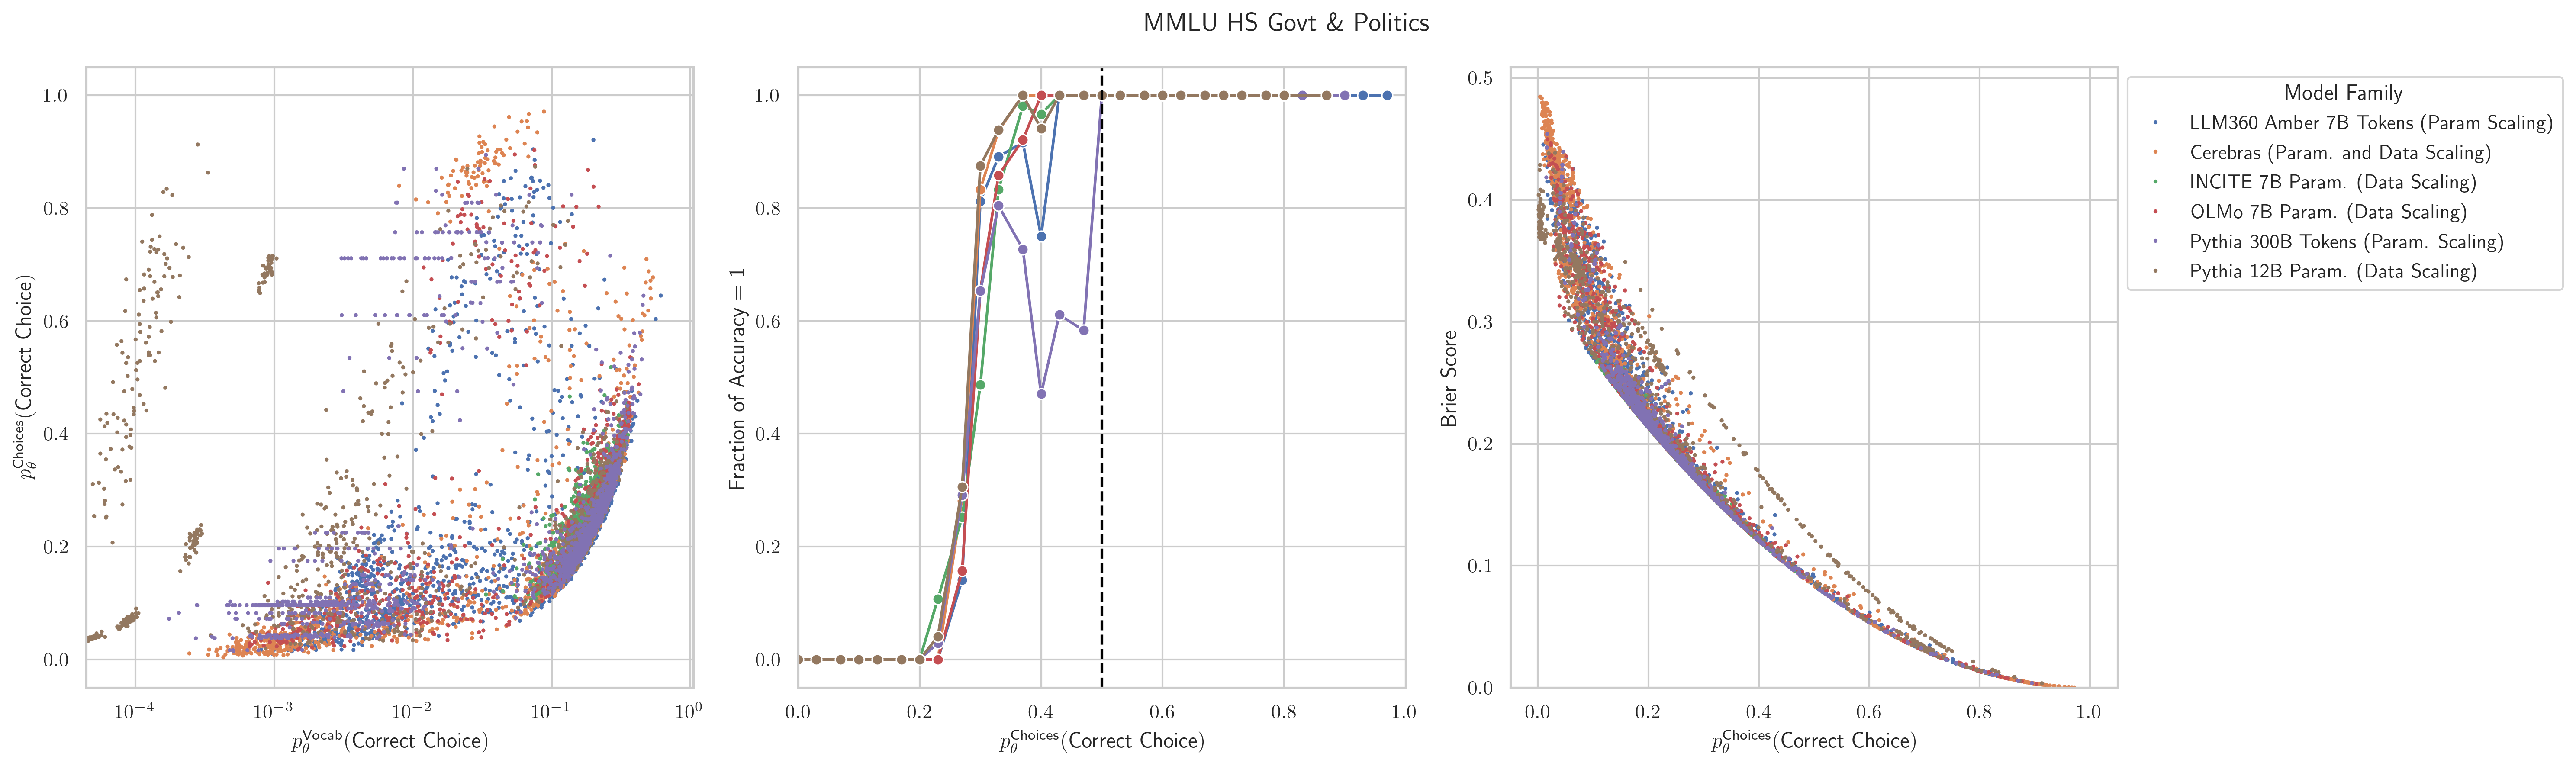 MMLU HS Govt & Politics
1.0
0.8
0.6
0.4
0.2
0.0
10⁻⁴ 10⁻³ 10⁻² 10⁻¹ 10⁰
p_θ^Choices(Correct Choice)
p_θ^Vocab(Correct Choice)
1.0
0.8
0.6
0.4
0.2
0.0
0.0 0.2 0.4 0.6 0.8 1.0
Fraction of Accuracy = 1
p_θ^Choices(Correct Choice)
0.5
0.4
0.3
0.2
0.1
0.0
0.0 0.2 0.4 0.6 0.8 1.0
Brier Score
p_θ^Choices(Correct Choice)
Model Family
LLM360 Amber 7B Tokens (Param Scaling)
Cerebras (Param. and Data Scaling)
INCITE 7B Param. (Data Scaling)
OLMo 7B Param. (Data Scaling)
Pythia 300B Tokens (Param. Scaling)
Pythia 12B Param. (Data Scaling)